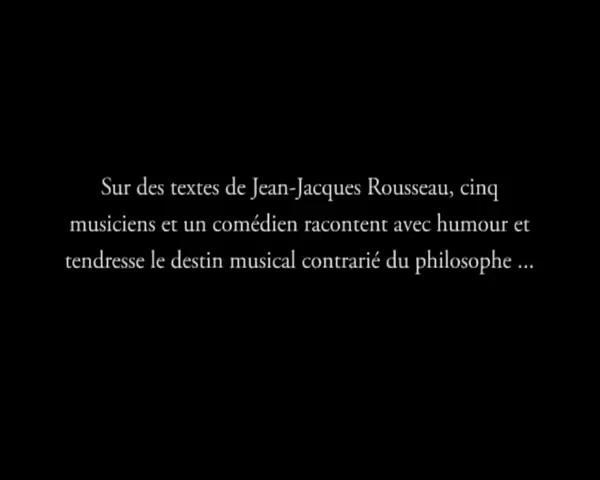 Sur des textes de Jean-Jacques Rousseau, cinq
musiciens et un comédien racontent avec humour et
tendresse le destin musical contrarié du philosophe ...